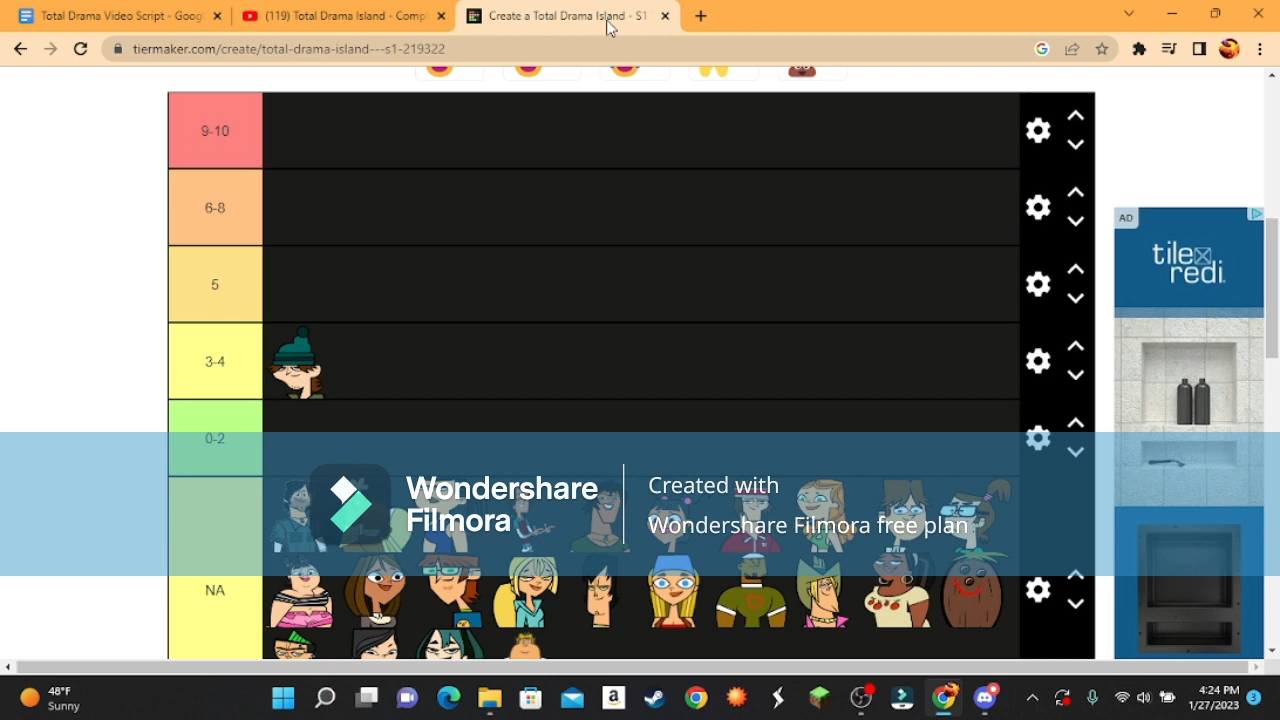 Total Drama Video Script - Goog
(119) Total Drama Island - Comp
Create a Total Drama Island - S1
tiermaker.com/create/total-drama-island---s1-219322
9-10
6-8
5
3-4
0-2
NA
AD
tile redi
Wondershare
Filmora
Created with
Wondershare Filmora free plan
48°F
Sunny
4:24 PM
1/27/2023
3